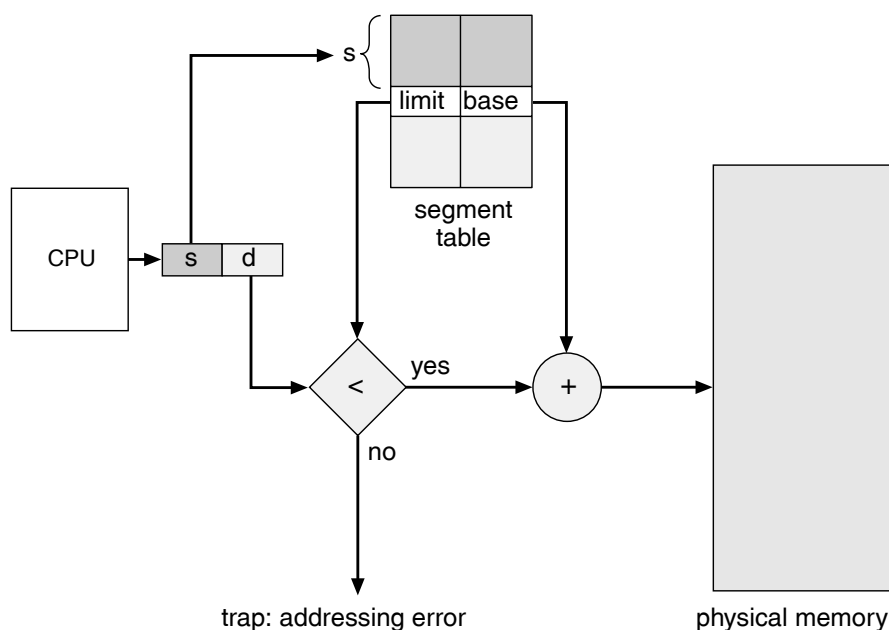 s
limit base
segment
table
CPU
s d
<
yes
+
no
trap: addressing error
physical memory